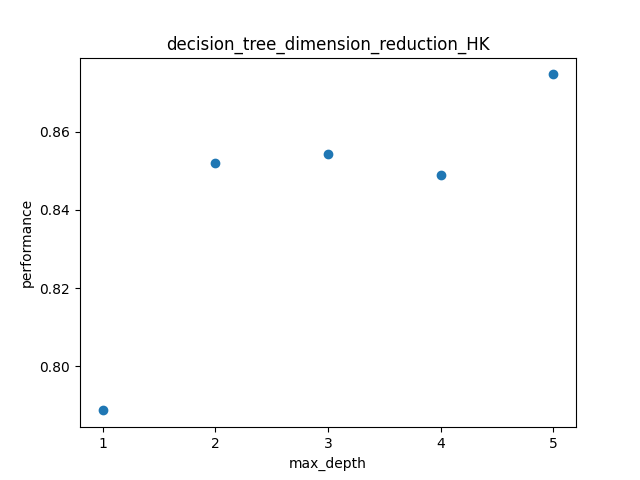 decision_tree_dimension_reduction_HK
performance
0.86
0.84
0.82
0.80
1 2 3 4 5
max_depth